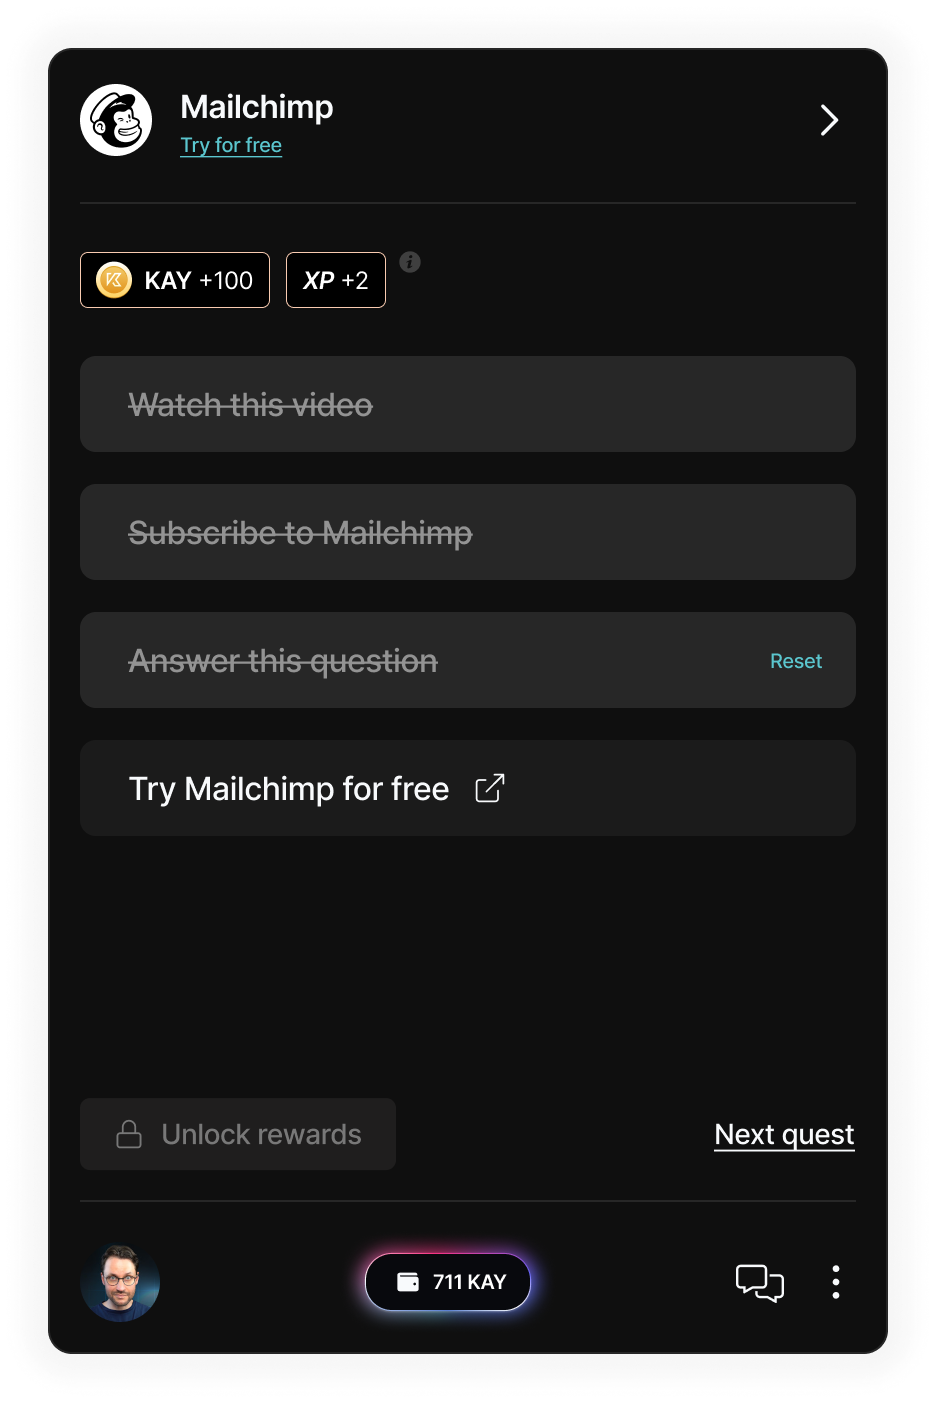 Mailchimp
Try for free
KAY +100
XP +2
Watch this video
Subscribe to Mailchimp
Answer this question
Reset
Try Mailchimp for free
Unlock rewards
Next quest
711 KAY